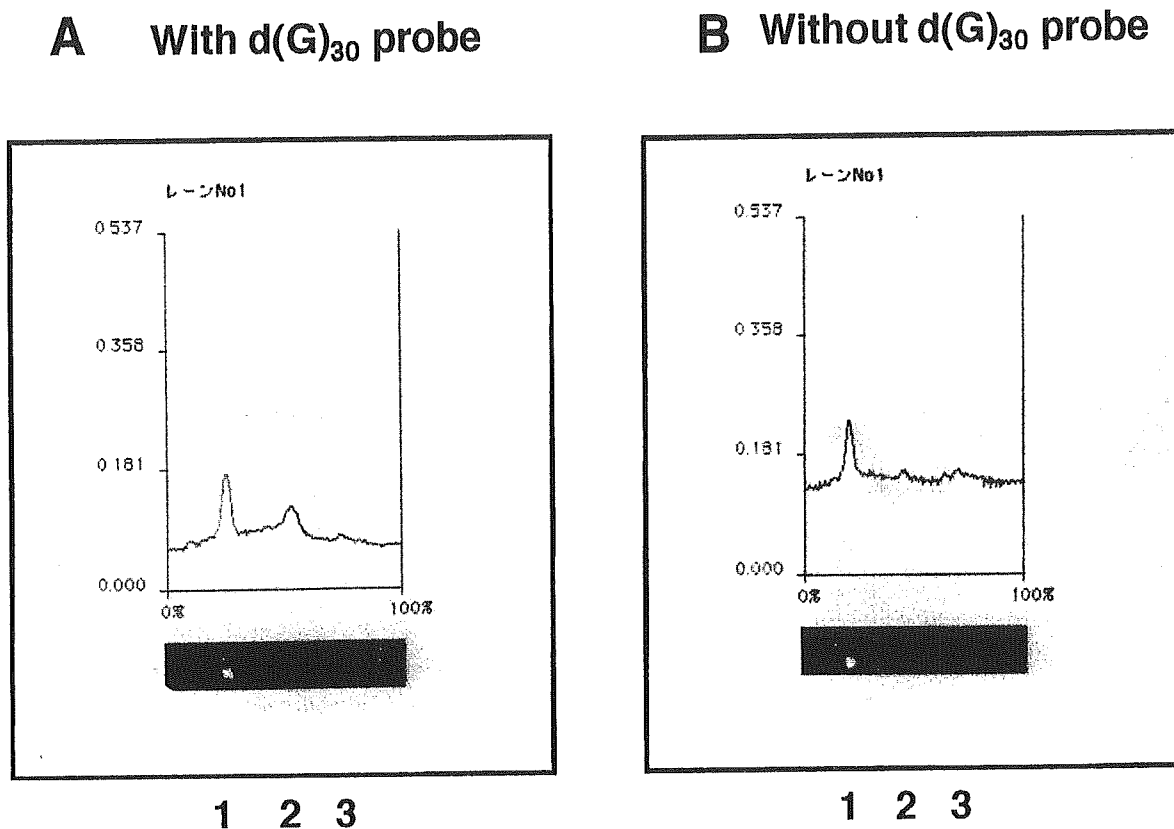 A With d(G)₃₀ probe
レーンNo1
0.537
0.358
0.181
0.000
0% 100%
1 2 3
B Without d(G)₃₀ probe
レーンNo1
0.537
0.358
0.181
0.000
0% 100%
1 2 3